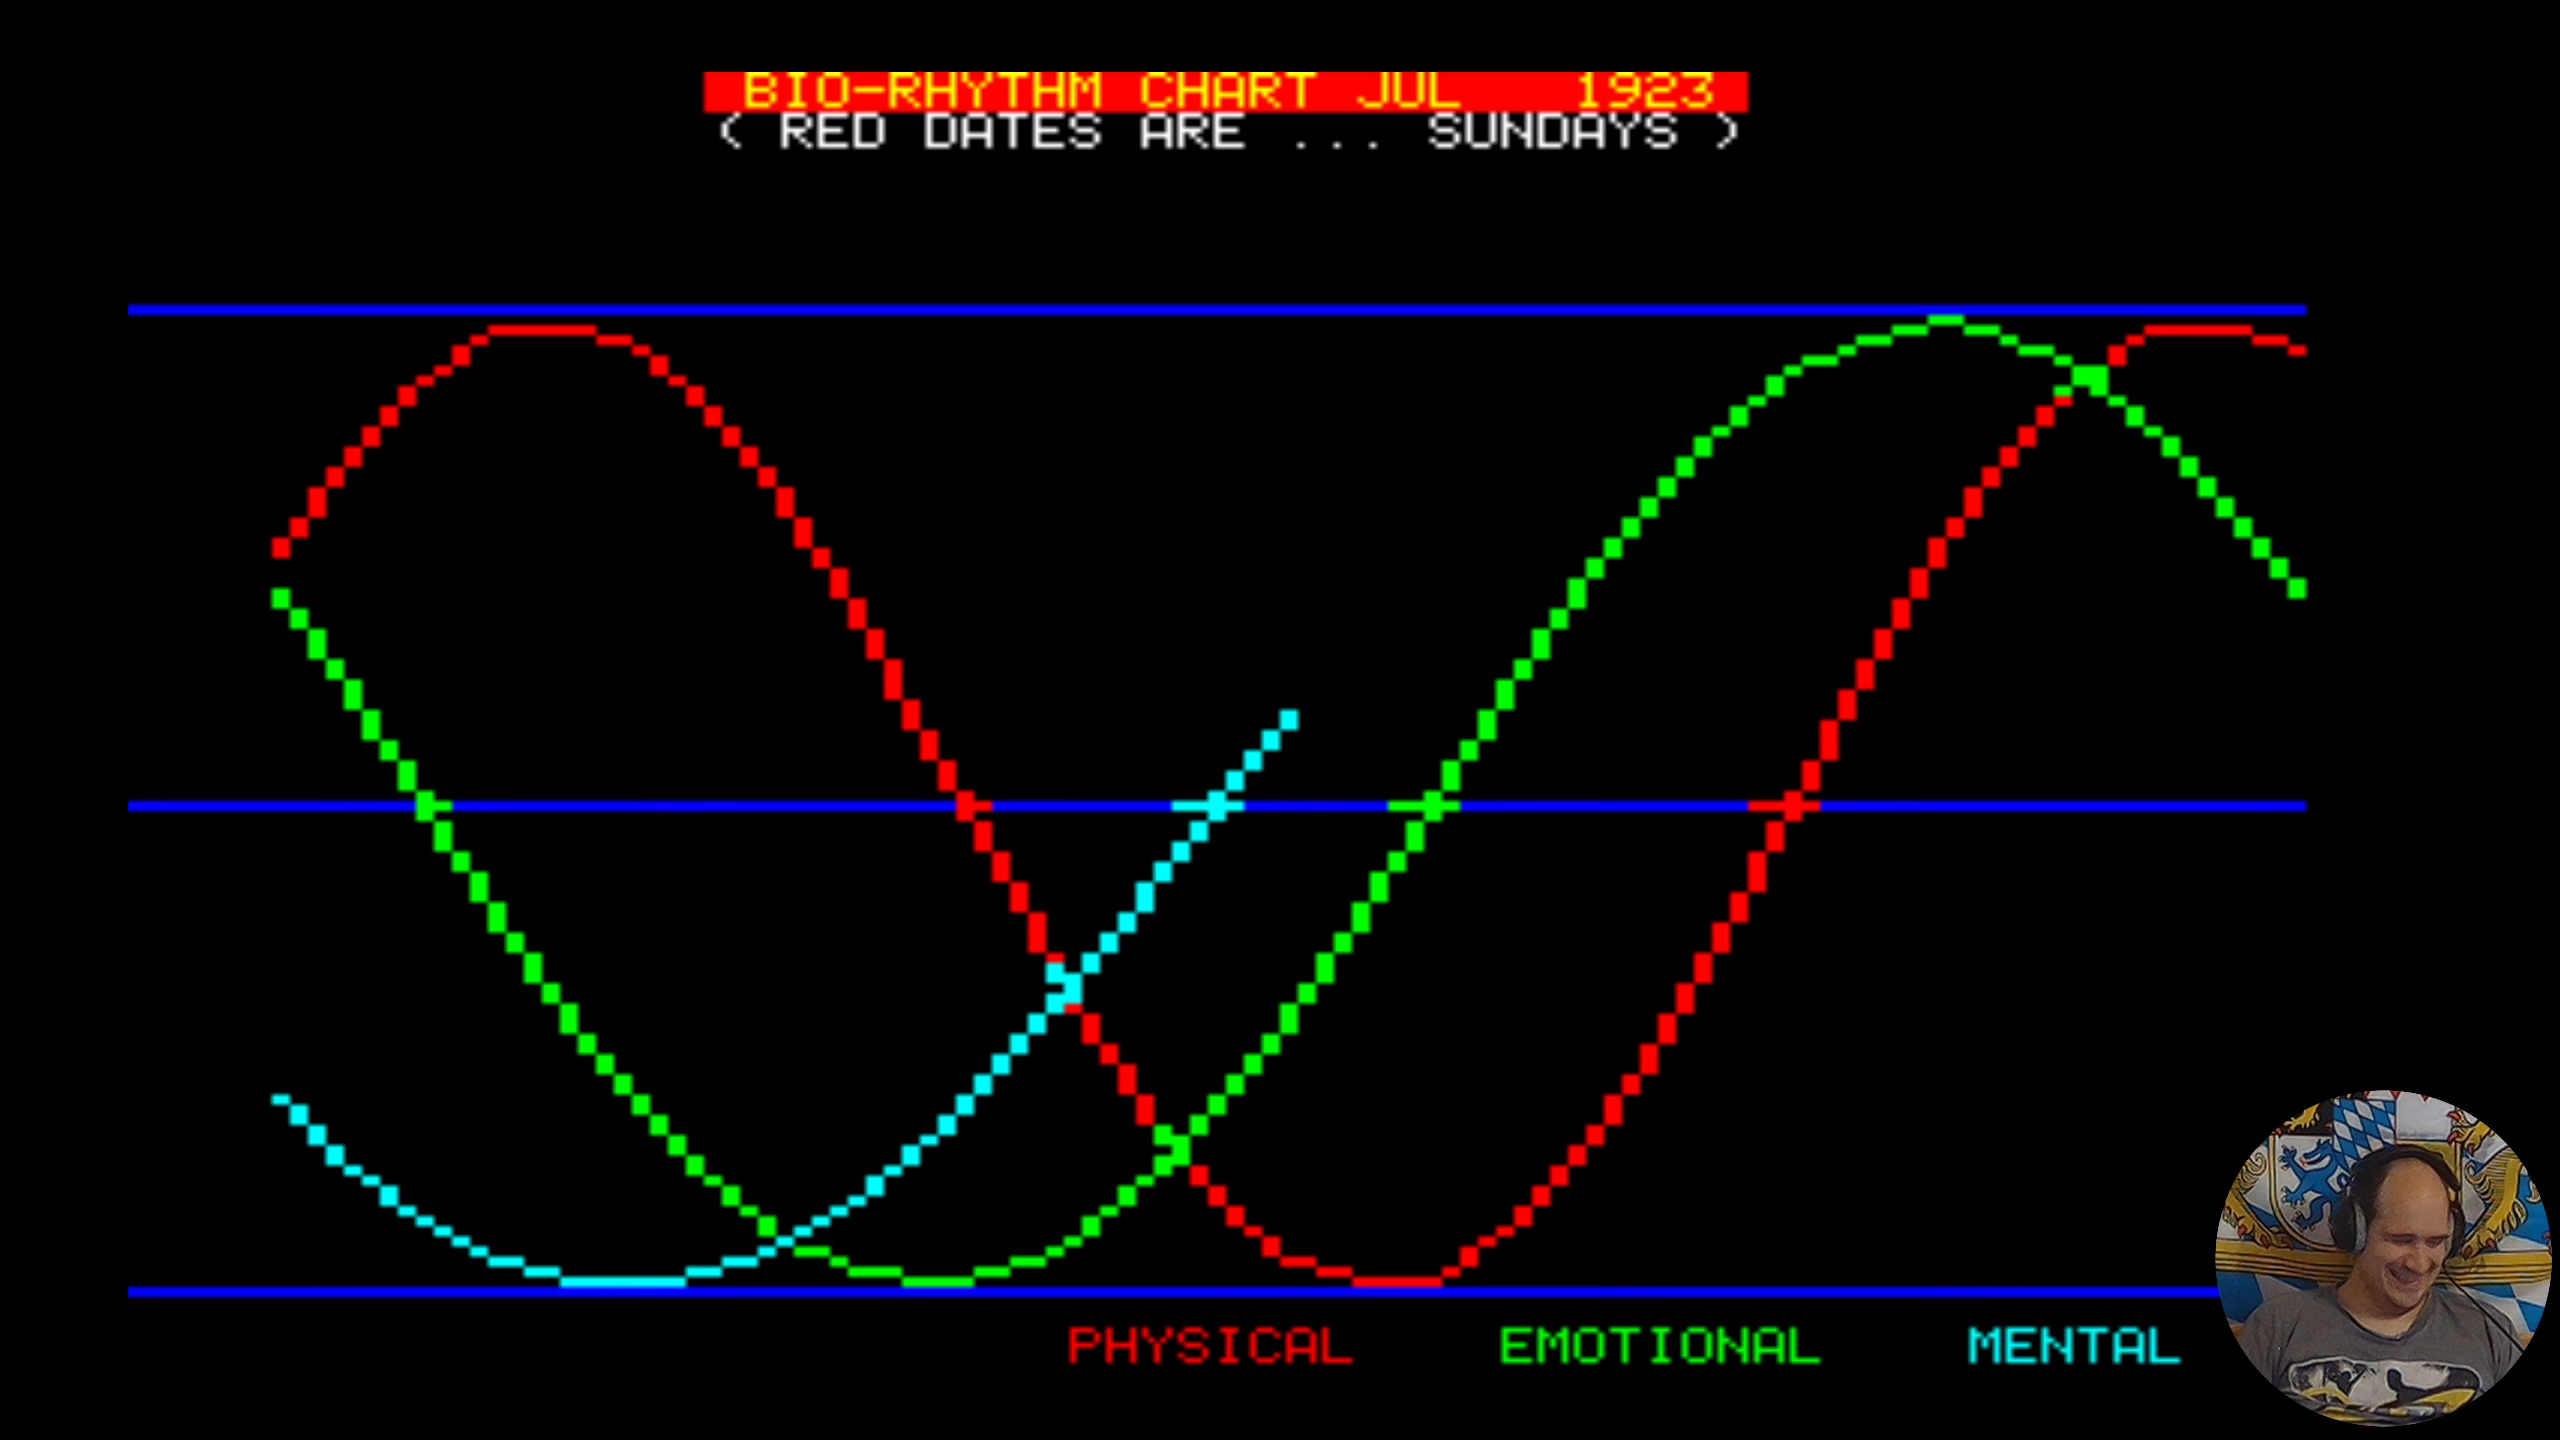 BIO-RHYTHM CHART JUL 1923
( RED DATES ARE ... SUNDAYS )
PHYSICAL EMOTIONAL MENTAL